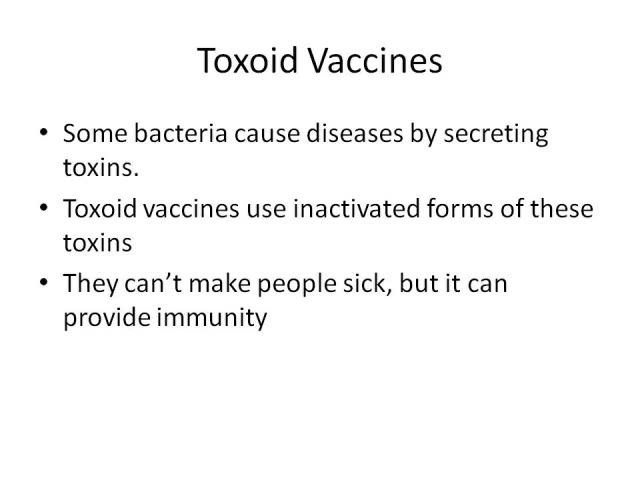 Toxoid Vaccines
• Some bacteria cause diseases by secreting
toxins.
• Toxoid vaccines use inactivated forms of these
toxins
• They can’t make people sick, but it can
provide immunity